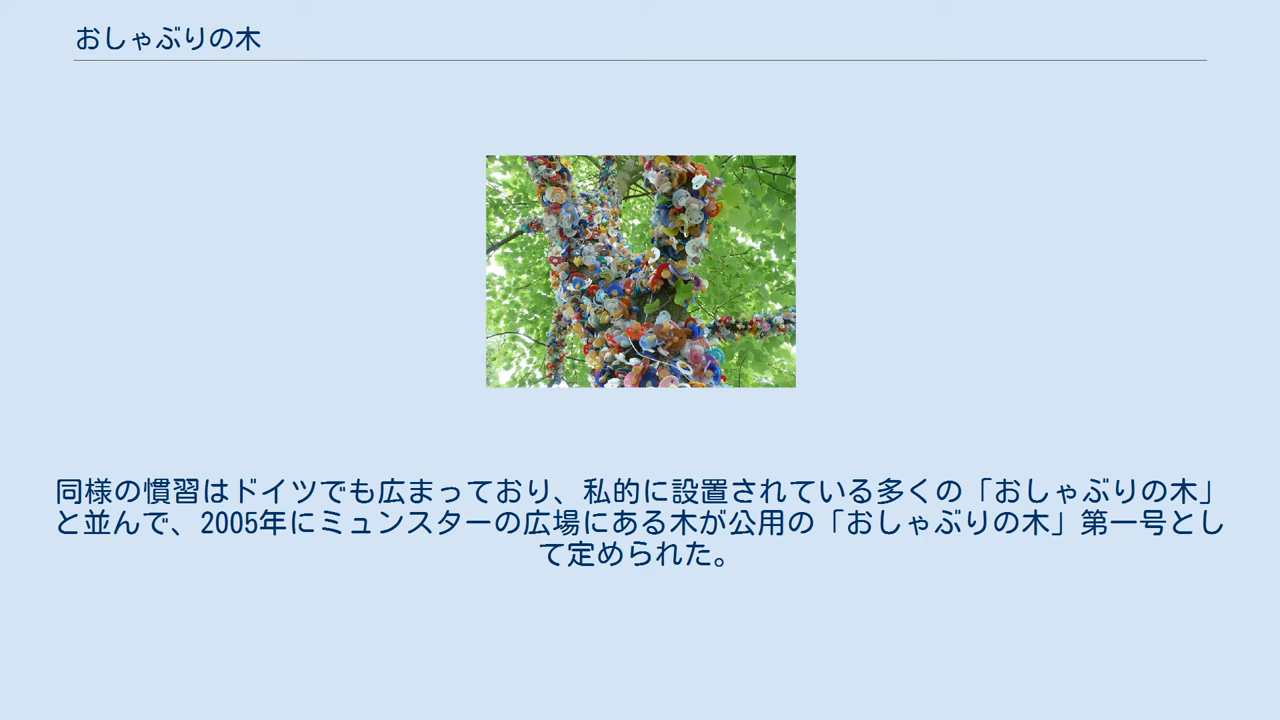 おしゃぶりの木
同様の慣習はドイツでも広まっており、私的に設置されている多くの「おしゃぶりの木」
と並んで、2005年にミュンスターの広場にある木が公用の「おしゃぶりの木」第一号とし
て定められた。